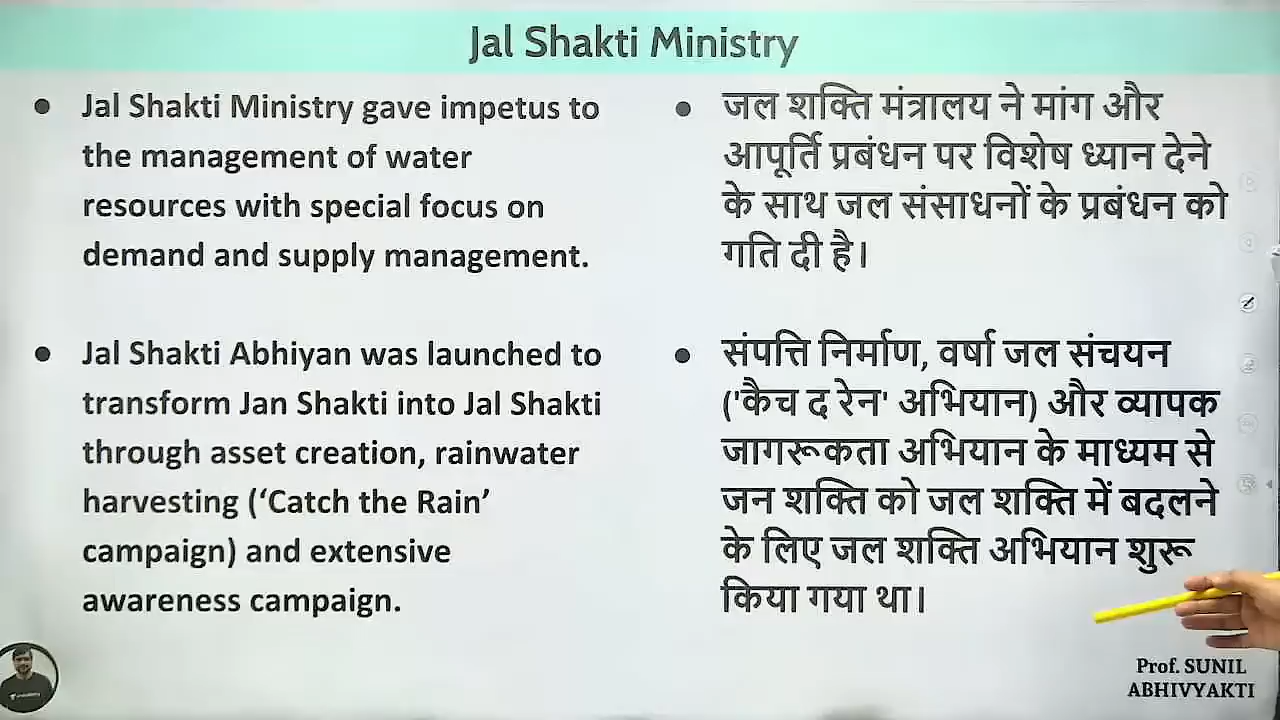 Jal Shakti Ministry
Jal Shakti Ministry gave impetus to
the management of water
resources with special focus on
demand and supply management.
Jal Shakti Abhiyan was launched to
transform Jan Shakti into Jal Shakti
through asset creation, rainwater
harvesting (‘Catch the Rain’
campaign) and extensive
awareness campaign.
जल शक्ति मंत्रालय ने मांग और
आपूर्ति प्रबंधन पर विशेष ध्यान देने
के साथ जल संसाधनों के प्रबंधन को
गति दी है।
संपत्ति निर्माण, वर्षा जल संचयन
('कैच द रेन' अभियान) और व्यापक
जागरूकता अभियान के माध्यम से
जन शक्ति को जल शक्ति में बदलने
के लिए जल शक्ति अभियान शुरू
किया गया था।
Prof. SUNIL
ABHIVYAKTI